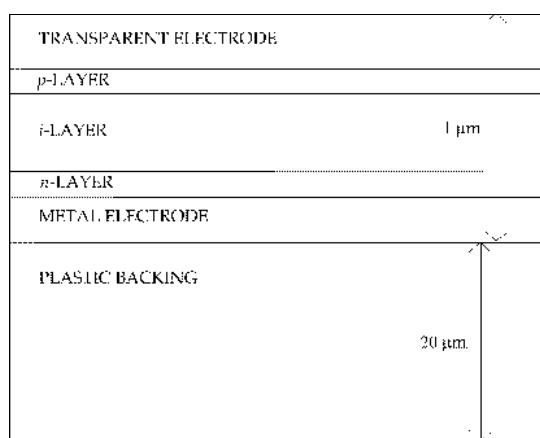 TRANSPARENT ELECTRODE
p-LAYER
i-LAYER 1 μm
n-LAYER
METAL ELECTRODE
PLASTIC BACKING
20 μm